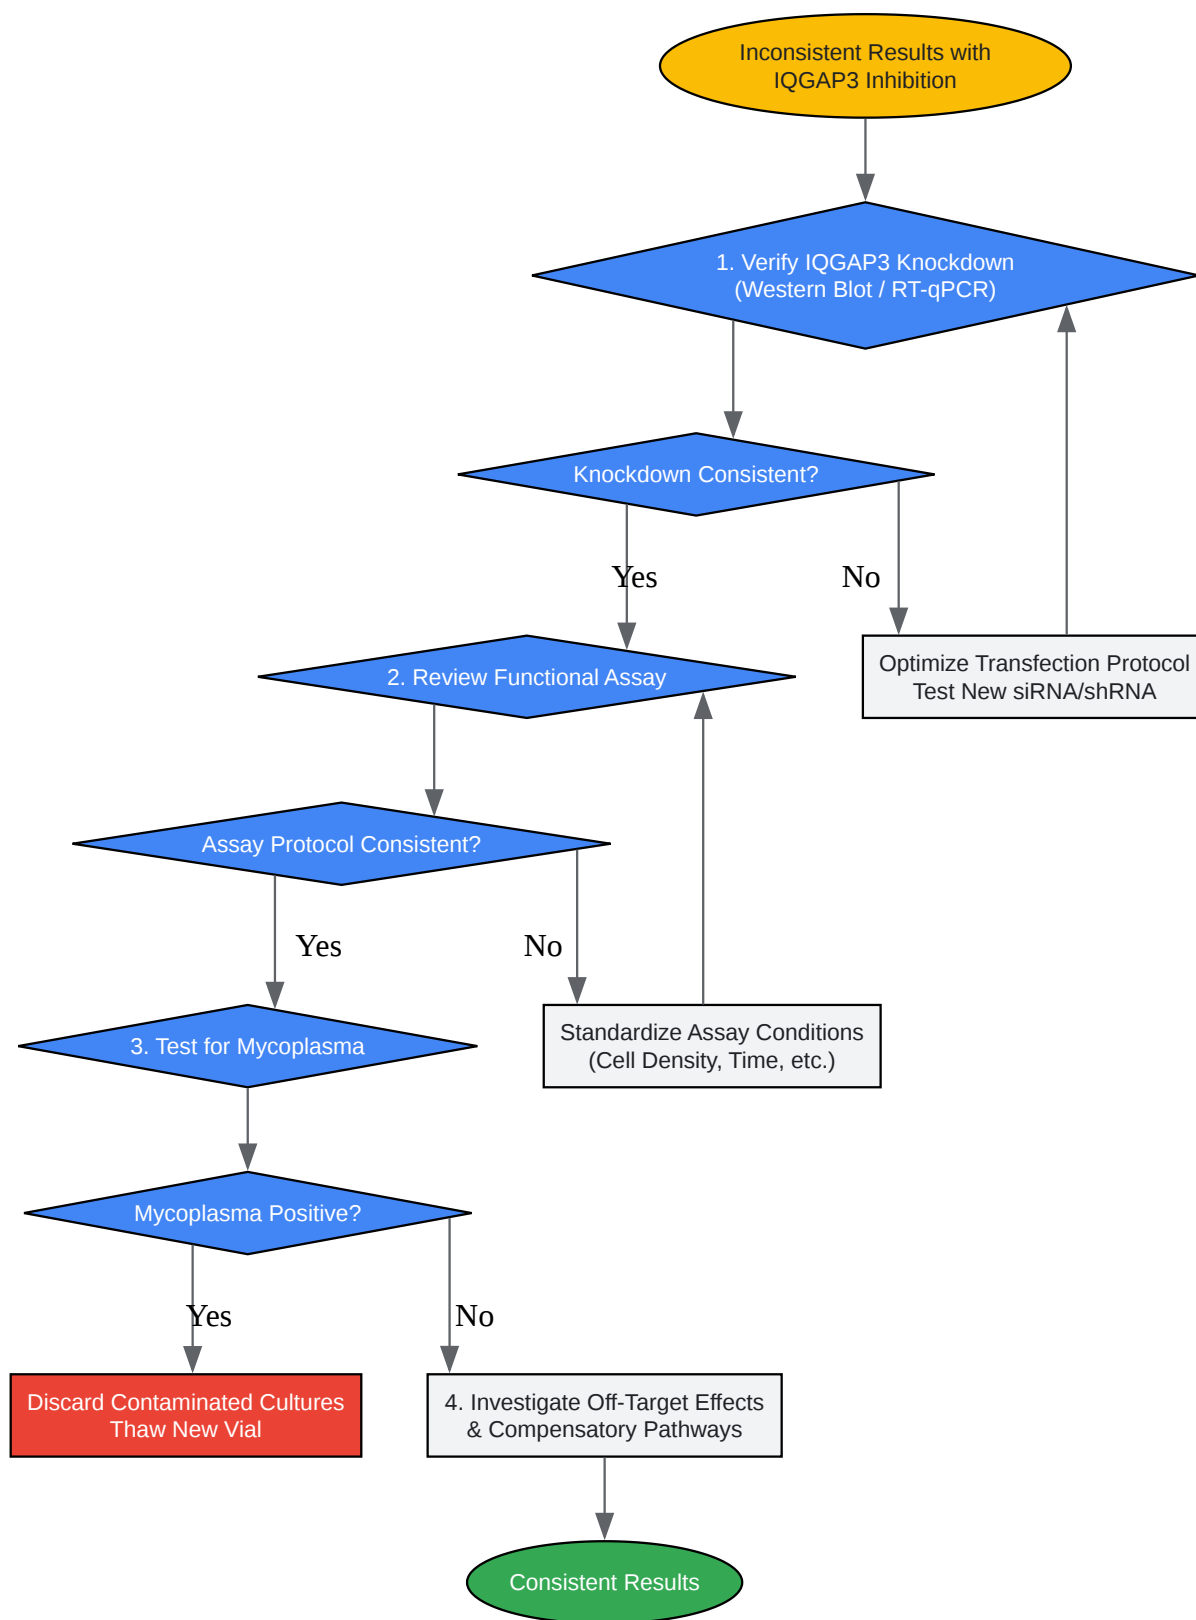 Inconsistent Results with
IQGAP3 Inhibition
1. Verify IQGAP3 Knockdown
(Western Blot / RT-qPCR)
Knockdown Consistent?
Yes
No
Optimize Transfection Protocol
Test New siRNA/shRNA
2. Review Functional Assay
Assay Protocol Consistent?
Yes
No
Standardize Assay Conditions
(Cell Density, Time, etc.)
3. Test for Mycoplasma
Mycoplasma Positive?
Yes
No
Discard Contaminated Cultures
Thaw New Vial
4. Investigate Off-Target Effects
& Compensatory Pathways
Consistent Results